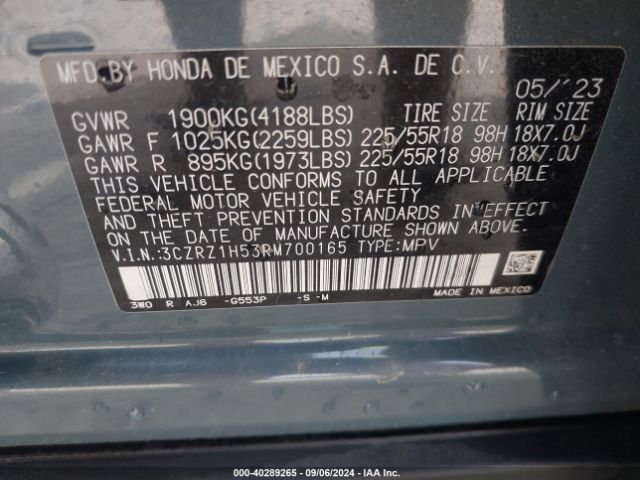 MFD. BY HONDA DE MEXICO S.A. DE C.V.
05/'23
GVWR 1900KG(4188LBS) TIRE SIZE RIM SIZE
GAWR F 1025KG(2259LBS) 225/55R18 98H 18X7.0J
GAWR R 895KG(1973LBS) 225/55R18 98H 18X7.0J
THIS VEHICLE CONFORMS TO ALL APPLICABLE
FEDERAL MOTOR VEHICLE SAFETY
AND THEFT PREVENTION STANDARDS IN EFFECT
ON THE DATE OF MANUFACTURE SHOWN ABOVE.
V.I.N.:3CZRZ1H53RM700165 TYPE:MPV
3W0 R AJ6 -G553P -S -M
MADE IN MEXICO
000-40289265 - 09/06/2024 - IAA Inc.